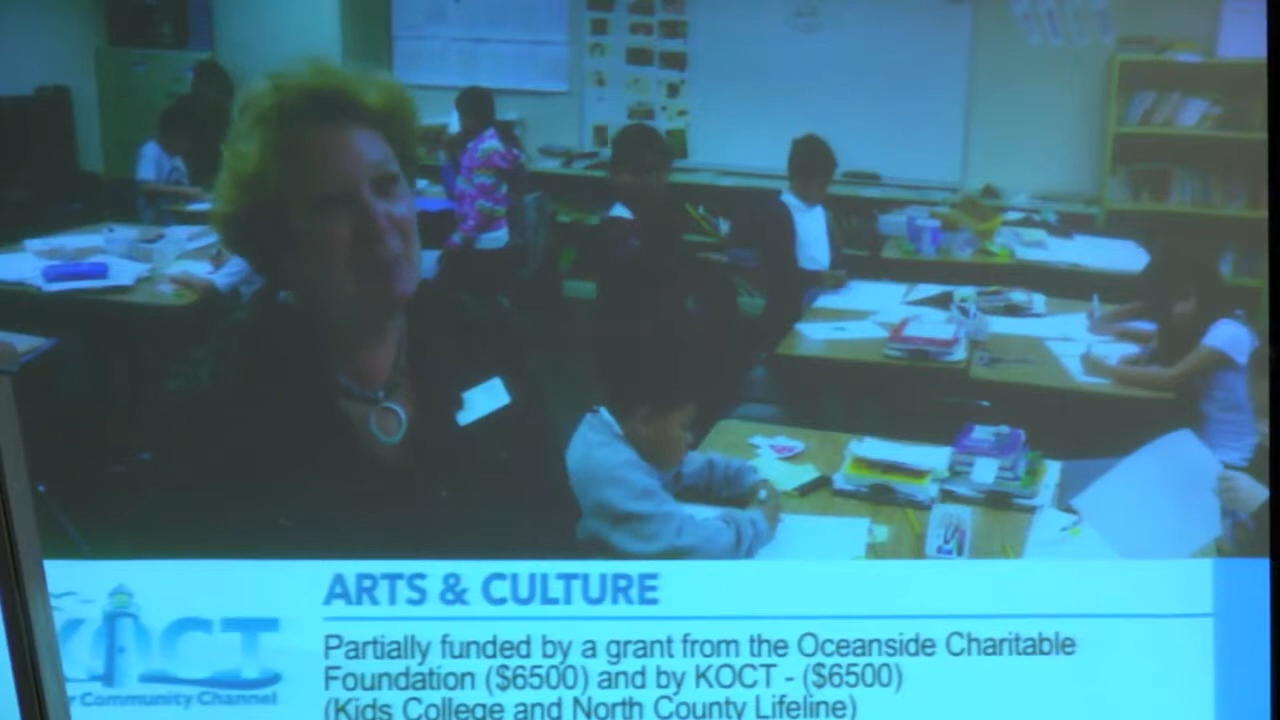 ARTS & CULTURE
Partially funded by a grant from the Oceanside Charitable
Foundation ($6500) and by KOCT - ($6500)
(Kids College and North County Lifeline)
KOCT
Community Channel